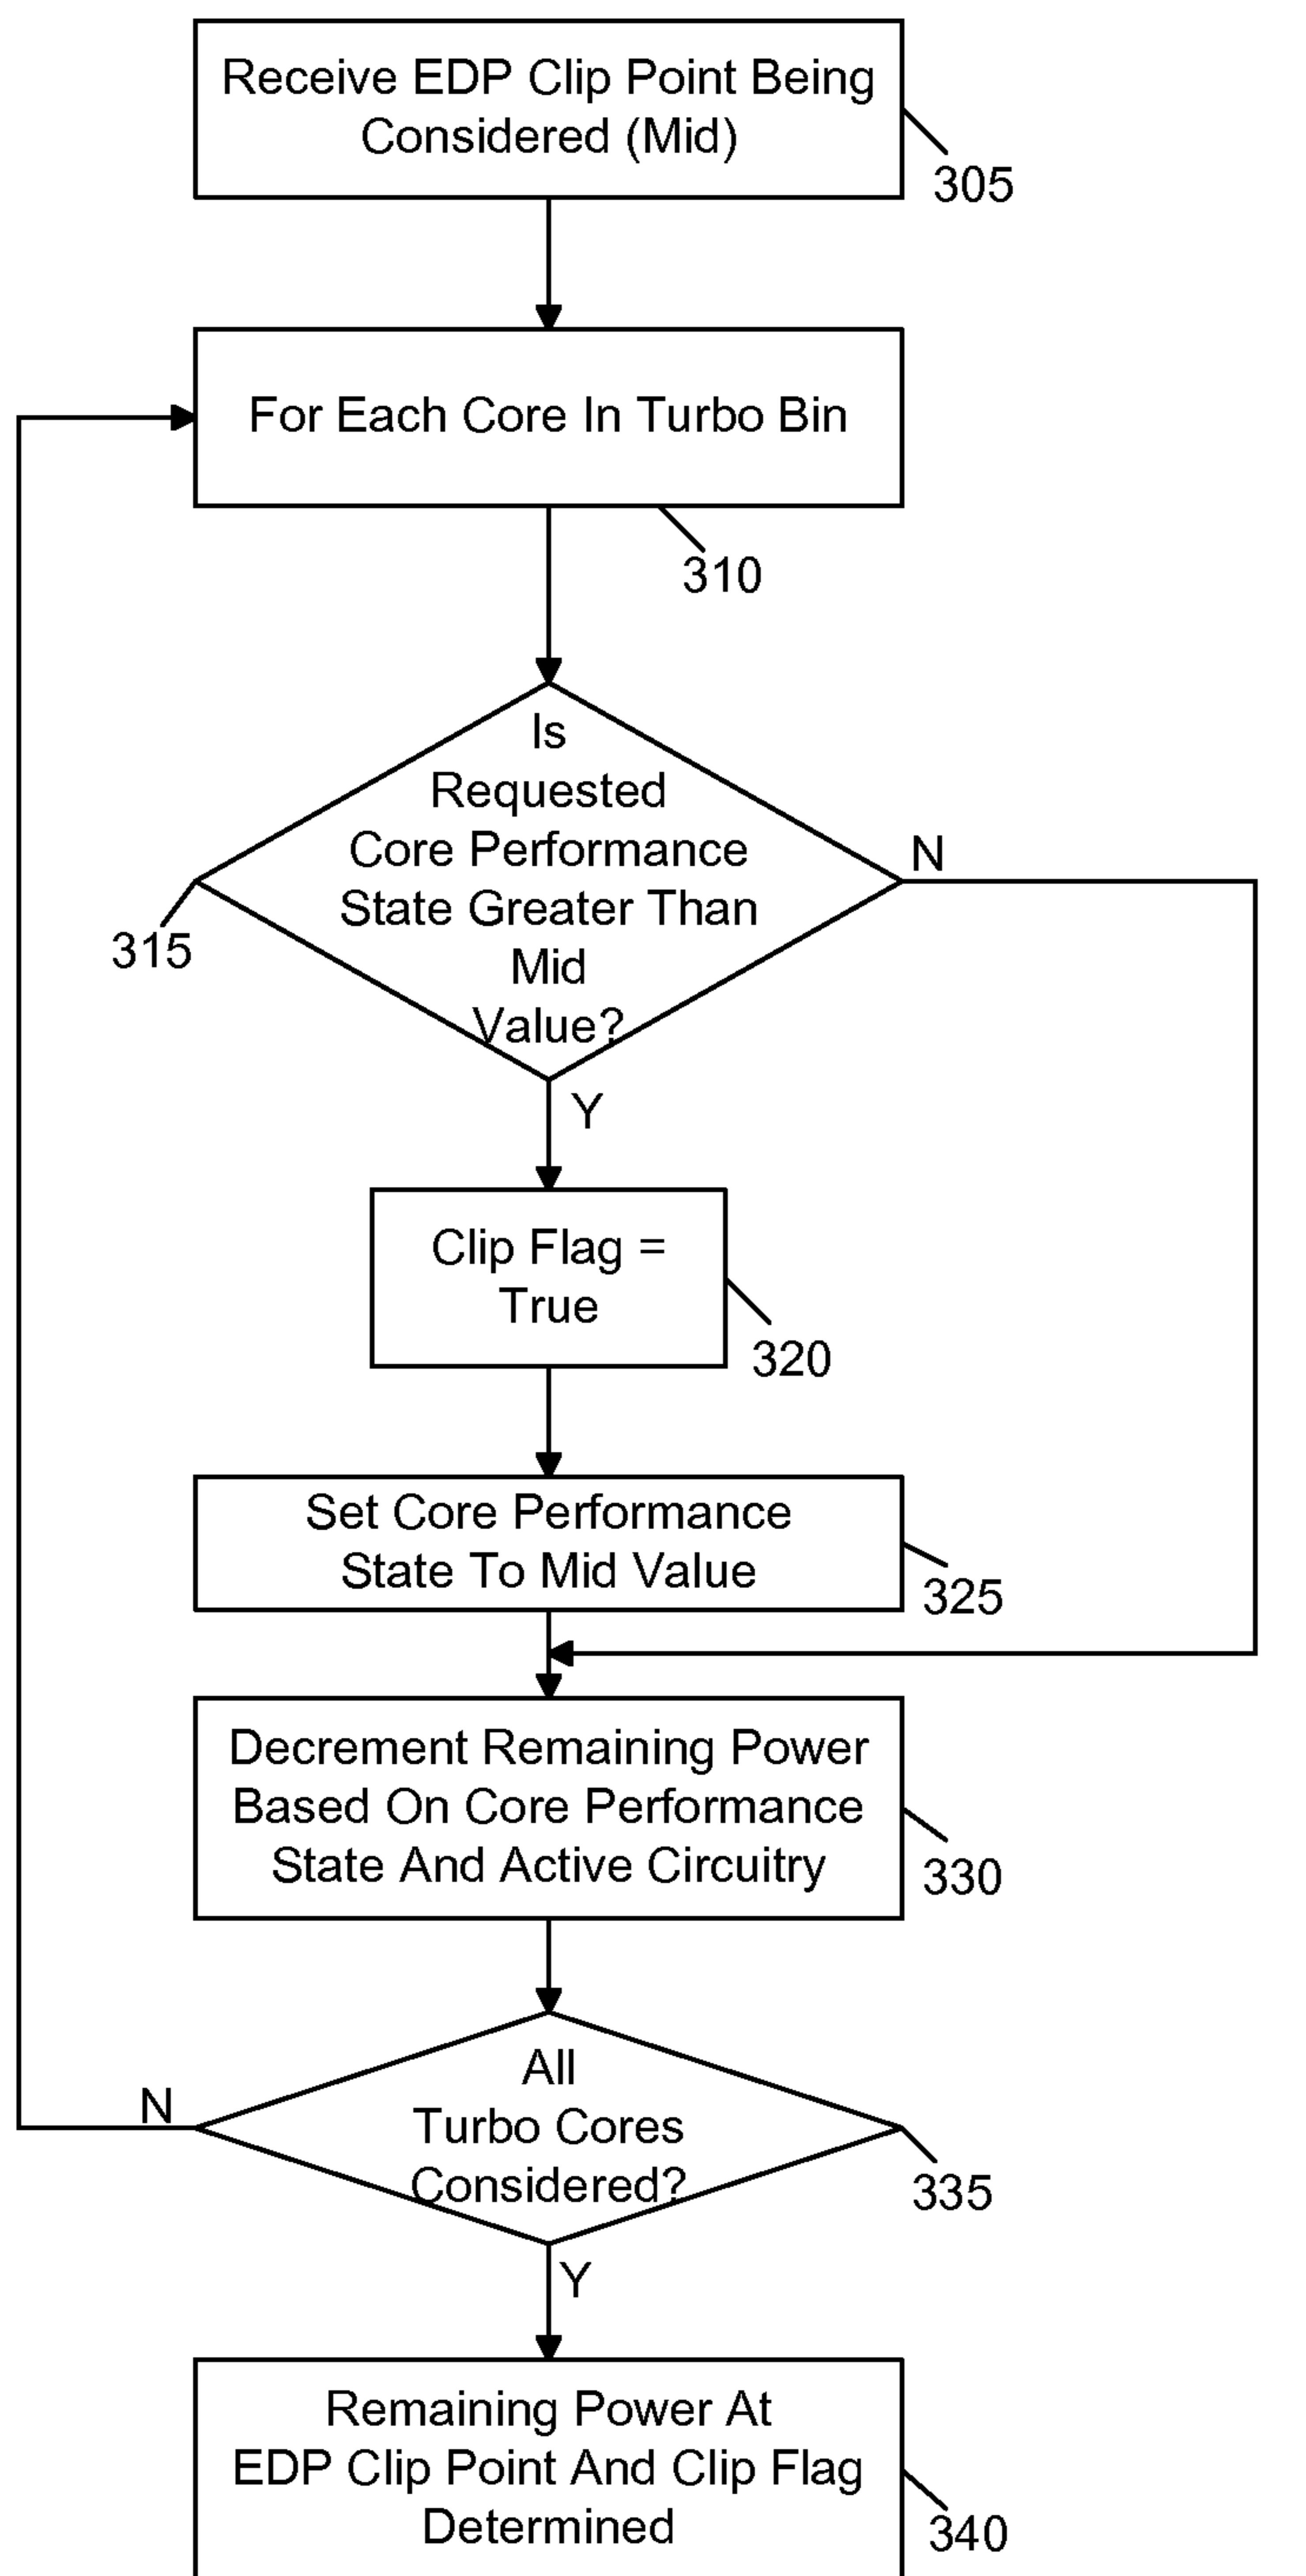 Receive EDP Clip Point Being
Considered (Mid)
305
For Each Core In Turbo Bin
310
Is
Requested
Core Performance
State Greater Than
Mid
Value?
N
315
Y
Clip Flag =
True
320
Set Core Performance
State To Mid Value
325
Decrement Remaining Power
Based On Core Performance
State And Active Circuitry
330
All
Turbo Cores
Considered?
N
335
Y
Remaining Power At
EDP Clip Point And Clip Flag
Determined
340